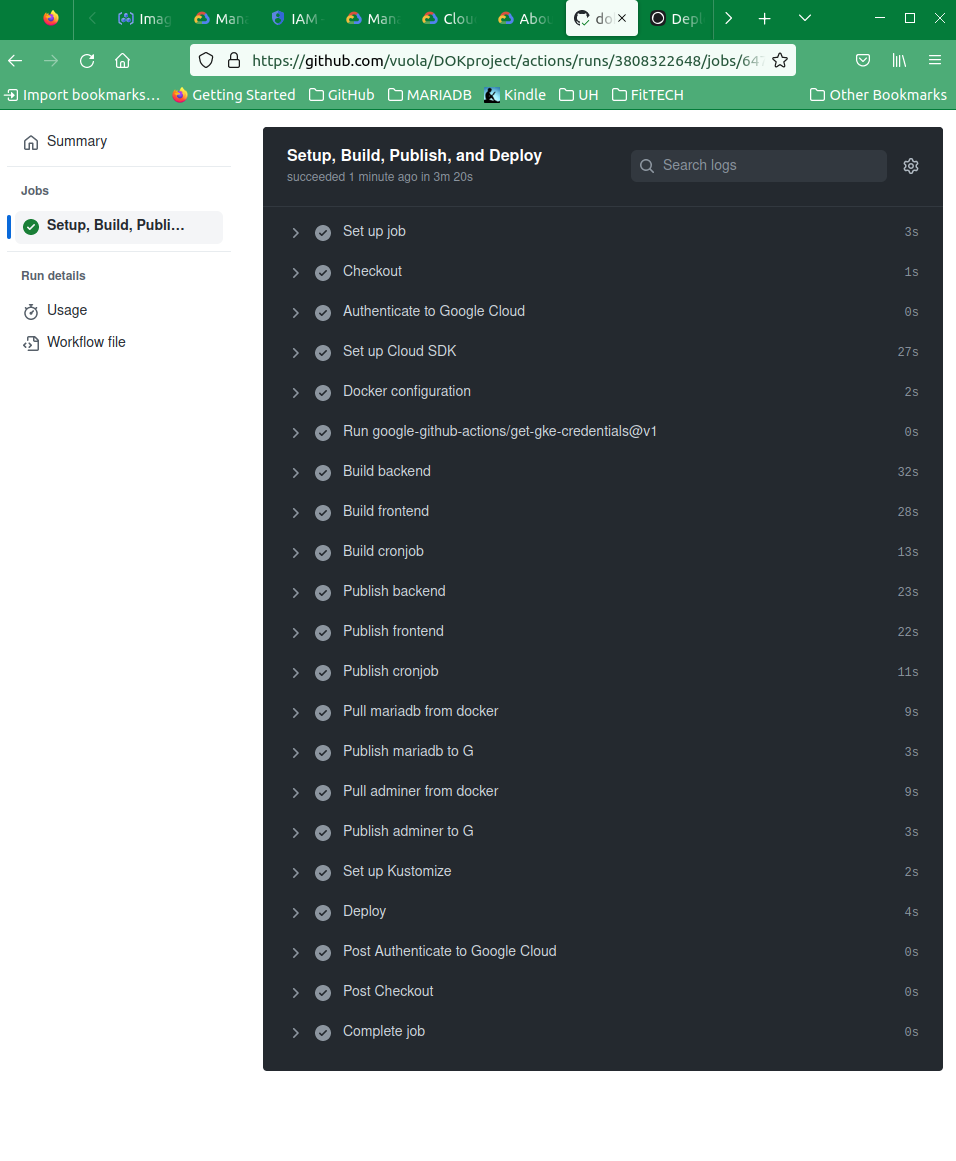 Imag
Mana
IAM -
Mana
Clou
Abou
do
Depl
https://github.com/vuola/DOKproject/actions/runs/3808322648/jobs/647
Import bookmarks… Getting Started GitHub MARIADB Kindle UH FitTECH Other Bookmarks
Summary
Jobs
Setup, Build, Publi…
Run details
Usage
Workflow file
Setup, Build, Publish, and Deploy
succeeded 1 minute ago in 3m 20s
Search logs
Set up job 3s
Checkout 1s
Authenticate to Google Cloud 0s
Set up Cloud SDK 27s
Docker configuration 2s
Run google-github-actions/get-gke-credentials@v1 0s
Build backend 32s
Build frontend 28s
Build cronjob 13s
Publish backend 23s
Publish frontend 22s
Publish cronjob 11s
Pull mariadb from docker 9s
Publish mariadb to G 3s
Pull adminer from docker 9s
Publish adminer to G 3s
Set up Kustomize 2s
Deploy 4s
Post Authenticate to Google Cloud 0s
Post Checkout 0s
Complete job 0s